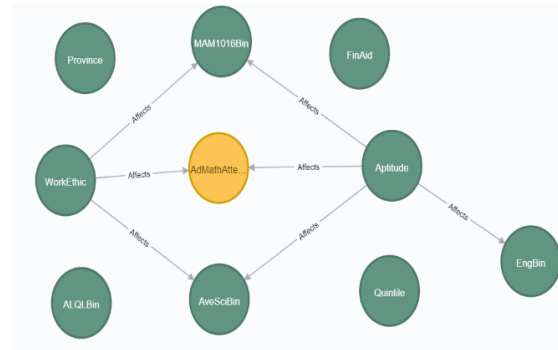 MAM1016Bin
FinAid
Province
Affects
Affects
AdMathAtte...
WorkEthic
Affects
Affects
Aptitude
Affects
Affects
Affects
EngBin
ALQLBin
AveSciBin
Quintile